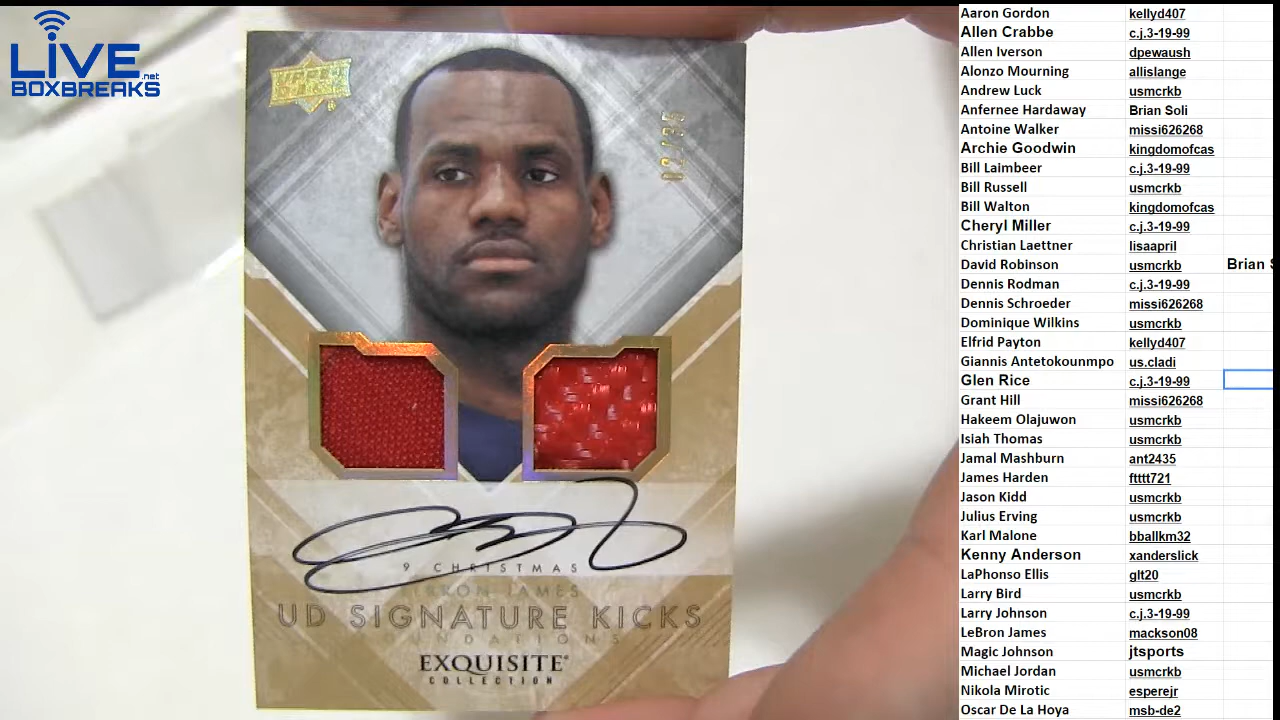 LIVE
.net
BOXBREAKS
UPPER DECK
LEBRON JAMES
9 CHRISTMAS
UD SIGNATURE KICKS
FOUNDATIONS
EXQUISITE
COLLECTION
Aaron Gordon kellyd407
Allen Crabbe c.j.3-19-99
Allen Iverson dpewaush
Alonzo Mourning allislange
Andrew Luck usmcrkb
Anfernee Hardaway Brian Soli
Antoine Walker missi626268
Archie Goodwin kingdomofcas
Bill Laimbeer c.j.3-19-99
Bill Russell usmcrkb
Bill Walton kingdomofcas
Cheryl Miller c.j.3-19-99
Christian Laettner lisaapril
David Robinson usmcrkb Brian S
Dennis Rodman c.j.3-19-99
Dennis Schroeder missi626268
Dominique Wilkins usmcrkb
Elfrid Payton kellyd407
Giannis Antetokounmpo us.cladi
Glen Rice c.j.3-19-99
Grant Hill missi626268
Hakeem Olajuwon usmcrkb
Isiah Thomas usmcrkb
Jamal Mashburn ant2435
James Harden ftttt721
Jason Kidd usmcrkb
Julius Erving usmcrkb
Karl Malone bballkm32
Kenny Anderson xanderslick
LaPhonso Ellis glt20
Larry Bird usmcrkb
Larry Johnson c.j.3-19-99
LeBron James mackson08
Magic Johnson jtsports
Michael Jordan usmcrkb
Nikola Mirotic esperejr
Oscar De La Hoya msb-de2